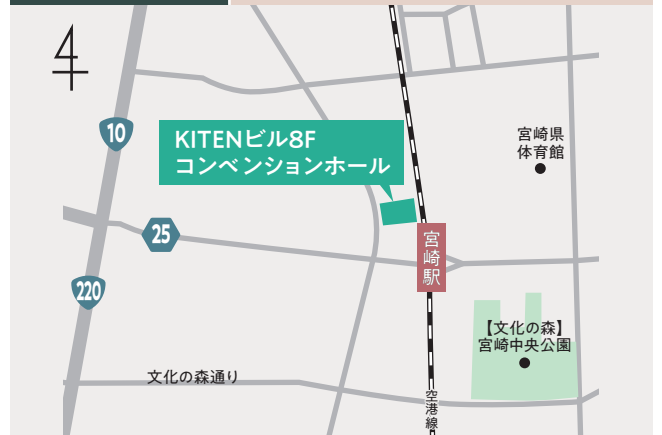 10
KITENビル8F
コンベンションホール
宮崎県
体育館
25
宮崎駅
220
【文化の森】
宮崎中央公園
文化の森通り
空港線